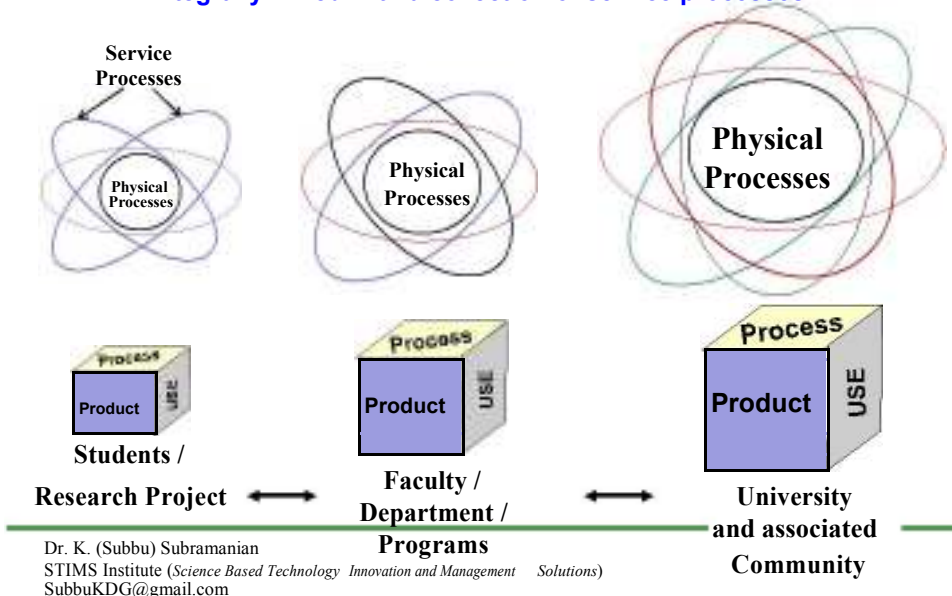 Service
Processes
Physical
Processes
Physical
Processes
Physical
Processes
Process
Product
USE
Process
Product
USE
Process
Product
USE
Students /
Research Project
Faculty /
Department /
Programs
University
and associated
Community
Dr. K. (Subbu) Subramanian
STIMS Institute (Science Based Technology Innovation and Management Solutions)
SubbuKDG@gmail.com